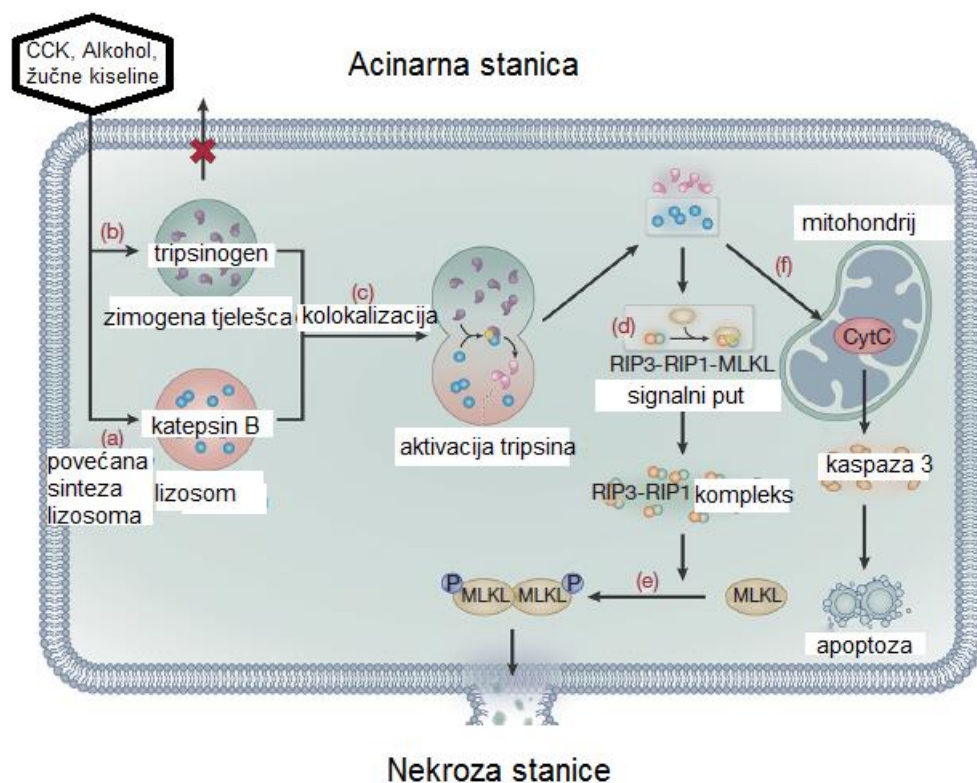 CCK, Alkohol,
žučne kiseline
Acinarna stanica
(b)
tripsinogen
zimogena tjelešca
(c)
kolokalizacija
(a)
povećana
sinteza
lizosoma
katepsin B
lizosom
aktivacija tripsina
(d)
RIP3-RIP1-MLKL
signalni put
RIP3-RIP1 kompleks
(e)
P
MLKL
MLKL
P
MLKL
(f)
mitohondrij
CytC
kaspaza 3
apoptoza
Nekroza stanice